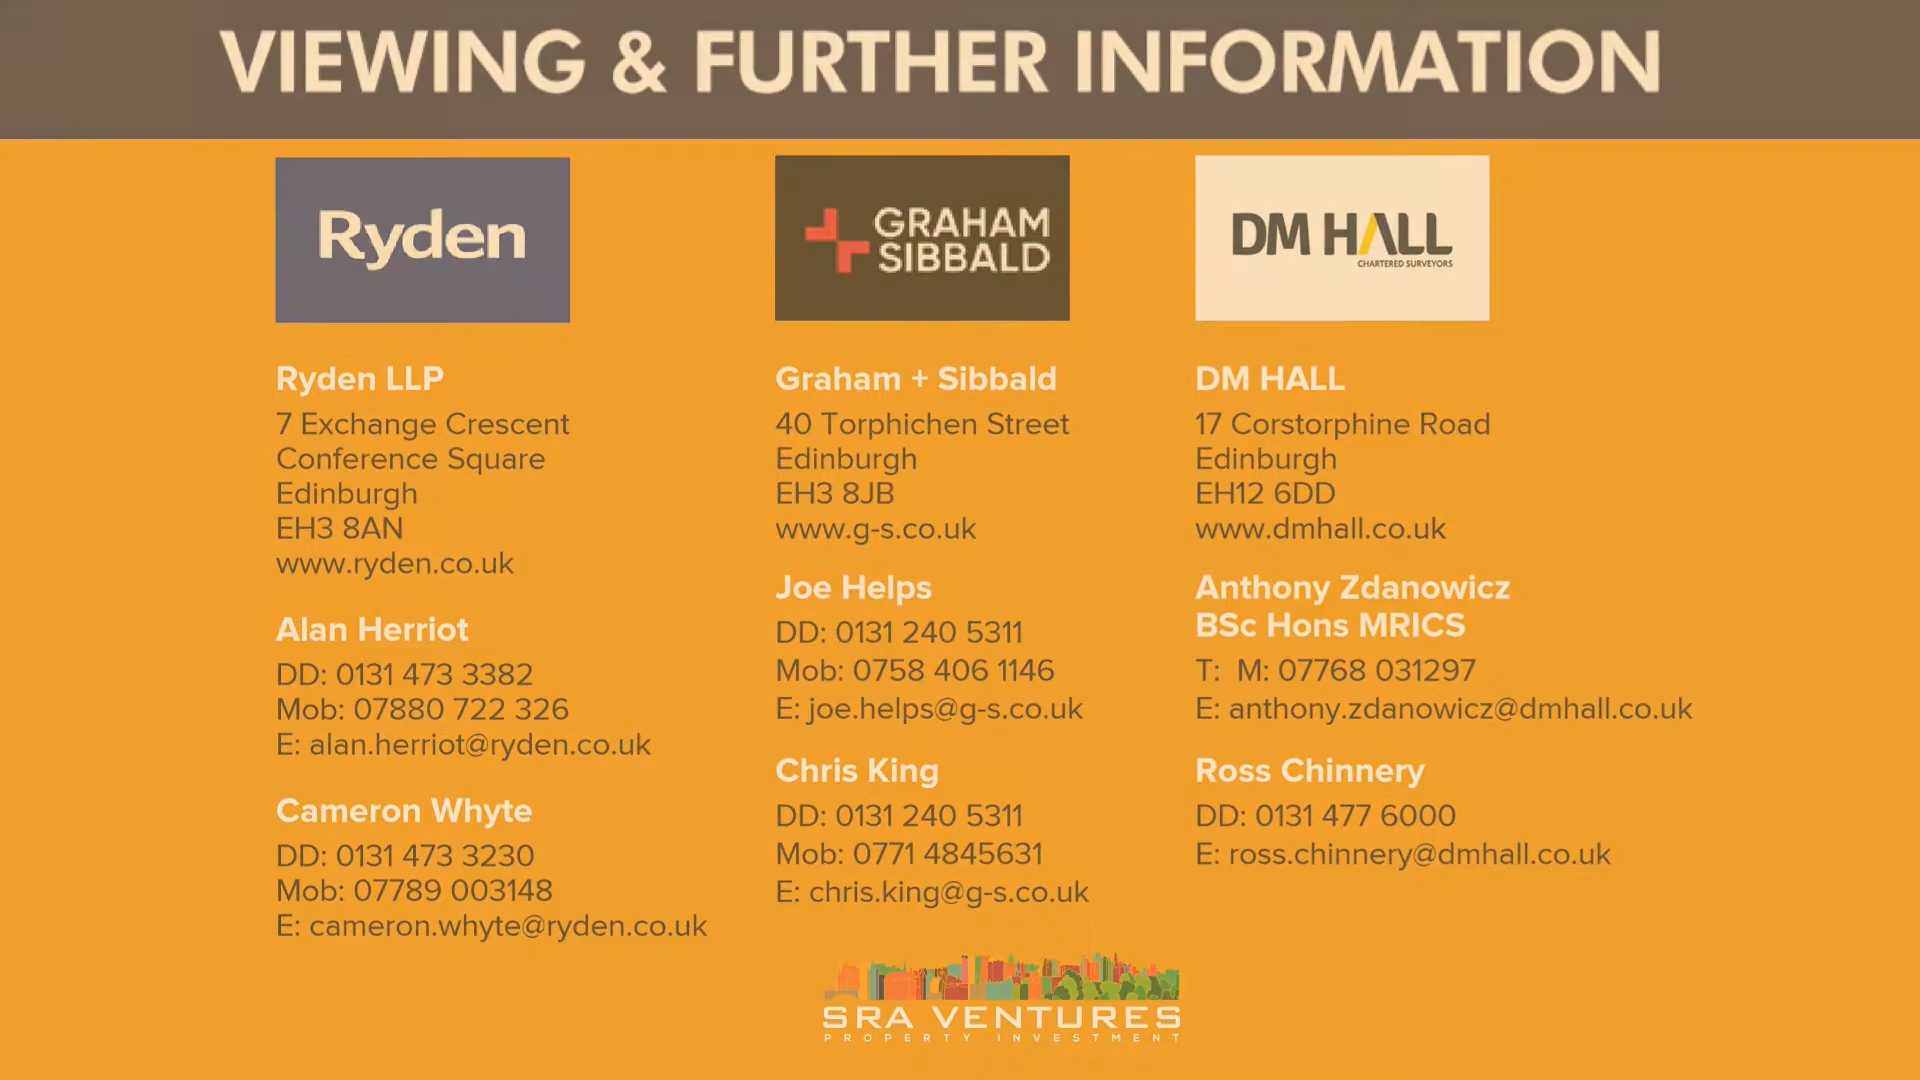 VIEWING & FURTHER INFORMATION
Ryden
Ryden LLP
7 Exchange Crescent
Conference Square
Edinburgh
EH3 8AN
www.ryden.co.uk
Alan Herriot
DD: 0131 473 3382
Mob: 07880 722 326
E: alan.herriot@ryden.co.uk
Cameron Whyte
DD: 0131 473 3230
Mob: 07789 003148
E: cameron.whyte@ryden.co.uk
GRAHAM
SIBBALD
Graham + Sibbald
40 Torphichen Street
Edinburgh
EH3 8JB
www.g-s.co.uk
Joe Helps
DD: 0131 240 5311
Mob: 0758 406 1146
E: joe.helps@g-s.co.uk
Chris King
DD: 0131 240 5311
Mob: 0771 4845631
E: chris.king@g-s.co.uk
DM HALL
CHARTERED SURVEYORS
DM HALL
17 Corstorphine Road
Edinburgh
EH12 6DD
www.dmhall.co.uk
Anthony Zdanowicz
BSc Hons MRICS
T:  M: 07768 031297
E: anthony.zdanowicz@dmhall.co.uk
Ross Chinnery
DD: 0131 477 6000
E: ross.chinnery@dmhall.co.uk
SRA VENTURES
PROPERTY INVESTMENT